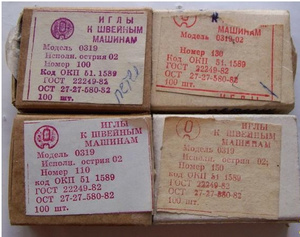 ИГЛЫ
К ШВЕЙНЫМ
МАШИНАМ
Модель 0319
Исполн. острия 02
Номер 100
код ОКП 51. 1589
ГОСТ 22249-82
ОСТ 27-27-580-82
100 шт.
МАШИНАМ
Модель 0319-02
Номер 130
код ОКП 51. 1589
ГОСТ 22249-82
ОСТ 27-27-580-82
100 шт.
ИГЛЫ
ИГЛЫ
К ШВЕЙНЫМ
МАШИНАМ
Модель 0319
Исполн. острия 02
Номер 110
код ОКП 51. 1589
ГОСТ 22249-82
ОСТ 27-27-580-82
100 шт.
ИГЛЫ
К ШВЕЙНЫМ
МАШИНАМ
Модель 0319
Исполн. острия 02
Номер 150
код ОКП 51. 1589
ГОСТ 22249-82
ОСТ 27-27-580-82
100 шт.